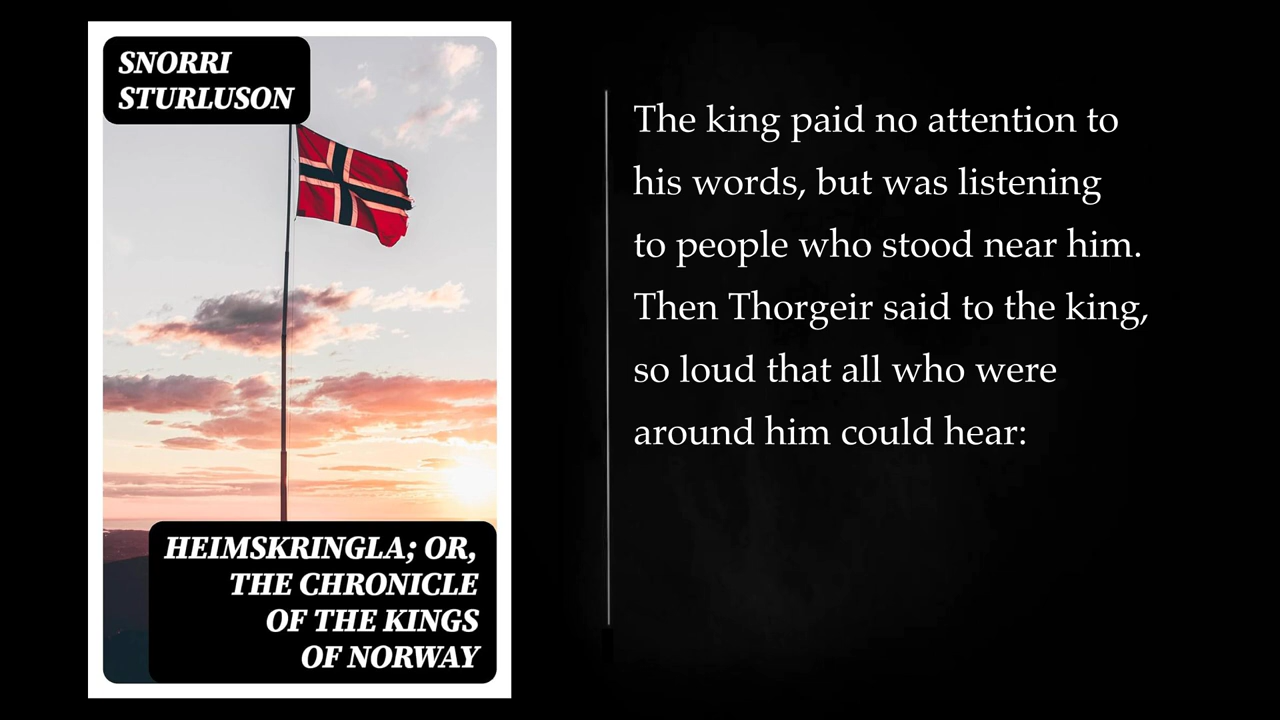 SNORRI
STURLUSON
HEIMSKRINGLA; OR,
THE CHRONICLE
OF THE KINGS
OF NORWAY
The king paid no attention to
his words, but was listening
to people who stood near him.
Then Thorgeir said to the king,
so loud that all who were
around him could hear: